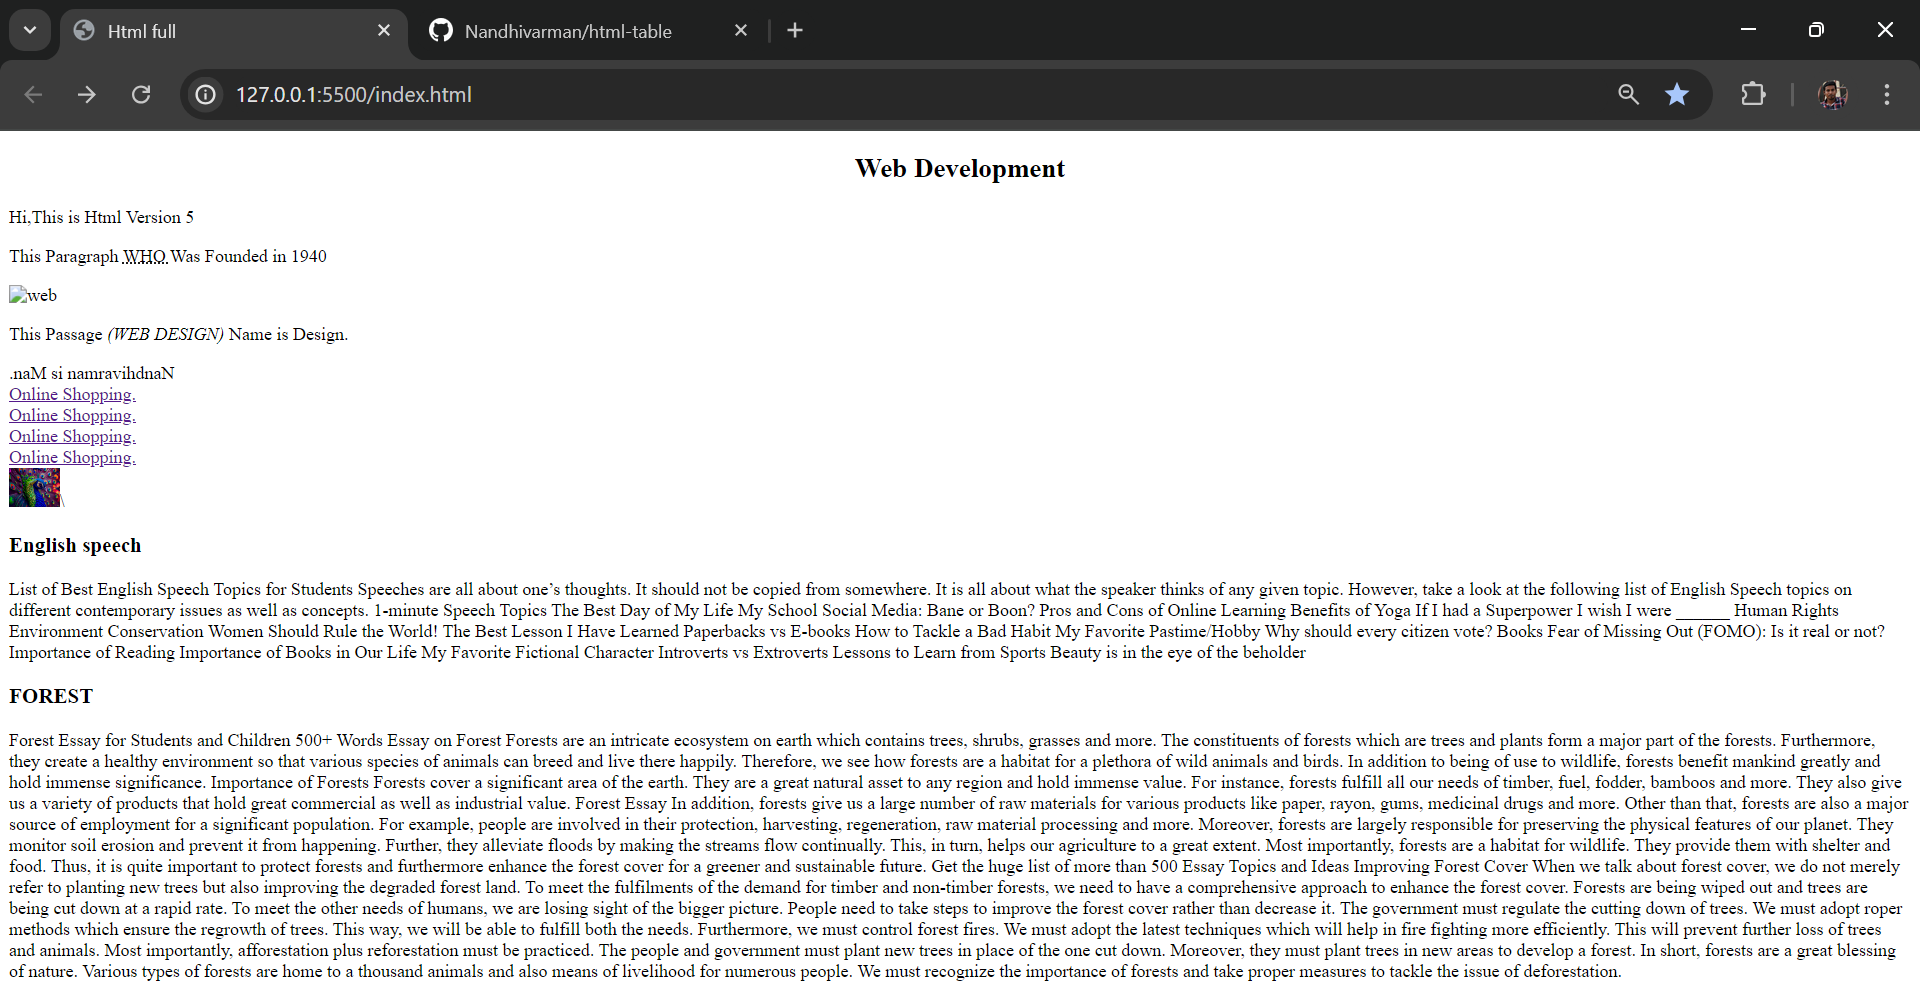 Html full
Nandhivarman/html-table
127.0.0.1:5500/index.html
Web Development
Hi,This is Html Version 5
This Paragraph WHO Was Founded in 1940
web
This Passage (WEB DESIGN) Name is Design.
.naM si namravihdnaN
Online Shopping.
Online Shopping.
Online Shopping.
Online Shopping.
\
English speech
List of Best English Speech Topics for Students Speeches are all about one’s thoughts. It should not be copied from somewhere. It is all about what the speaker thinks of any given topic. However, take a look at the following list of English Speech topics on
different contemporary issues as well as concepts. 1-minute Speech Topics The Best Day of My Life My School Social Media: Bane or Boon? Pros and Cons of Online Learning Benefits of Yoga If I had a Superpower I wish I were ______ Human Rights
Environment Conservation Women Should Rule the World! The Best Lesson I Have Learned Paperbacks vs E-books How to Tackle a Bad Habit My Favorite Pastime/Hobby Why should every citizen vote? Books Fear of Missing Out (FOMO): Is it real or not?
Importance of Reading Importance of Books in Our Life My Favorite Fictional Character Introverts vs Extroverts Lessons to Learn from Sports Beauty is in the eye of the beholder
FOREST
Forest Essay for Students and Children 500+ Words Essay on Forest Forests are an intricate ecosystem on earth which contains trees, shrubs, grasses and more. The constituents of forests which are trees and plants form a major part of the forests. Furthermore,
they create a healthy environment so that various species of animals can breed and live there happily. Therefore, we see how forests are a habitat for a plethora of wild animals and birds. In addition to being of use to wildlife, forests benefit mankind greatly and
hold immense significance. Importance of Forests Forests cover a significant area of the earth. They are a great natural asset to any region and hold immense value. For instance, forests fulfill all our needs of timber, fuel, fodder, bamboos and more. They also give
us a variety of products that hold great commercial as well as industrial value. Forest Essay In addition, forests give us a large number of raw materials for various products like paper, rayon, gums, medicinal drugs and more. Other than that, forests are also a major
source of employment for a significant population. For example, people are involved in their protection, harvesting, regeneration, raw material processing and more. Moreover, forests are largely responsible for preserving the physical features of our planet. They
monitor soil erosion and prevent it from happening. Further, they alleviate floods by making the streams flow continually. This, in turn, helps our agriculture to a great extent. Most importantly, forests are a habitat for wildlife. They provide them with shelter and
food. Thus, it is quite important to protect forests and furthermore enhance the forest cover for a greener and sustainable future. Get the huge list of more than 500 Essay Topics and Ideas Improving Forest Cover When we talk about forest cover, we do not merely
refer to planting new trees but also improving the degraded forest land. To meet the fulfilments of the demand for timber and non-timber forests, we need to have a comprehensive approach to enhance the forest cover. Forests are being wiped out and trees are
being cut down at a rapid rate. To meet the other needs of humans, we are losing sight of the bigger picture. People need to take steps to improve the forest cover rather than decrease it. The government must regulate the cutting down of trees. We must adopt roper
methods which ensure the regrowth of trees. This way, we will be able to fulfill both the needs. Furthermore, we must control forest fires. We must adopt the latest techniques which will help in fire fighting more efficiently. This will prevent further loss of trees
and animals. Most importantly, afforestation plus reforestation must be practiced. The people and government must plant new trees in place of the one cut down. Moreover, they must plant trees in new areas to develop a forest. In short, forests are a great blessing
of nature. Various types of forests are home to a thousand animals and also means of livelihood for numerous people. We must recognize the importance of forests and take proper measures to tackle the issue of deforestation.